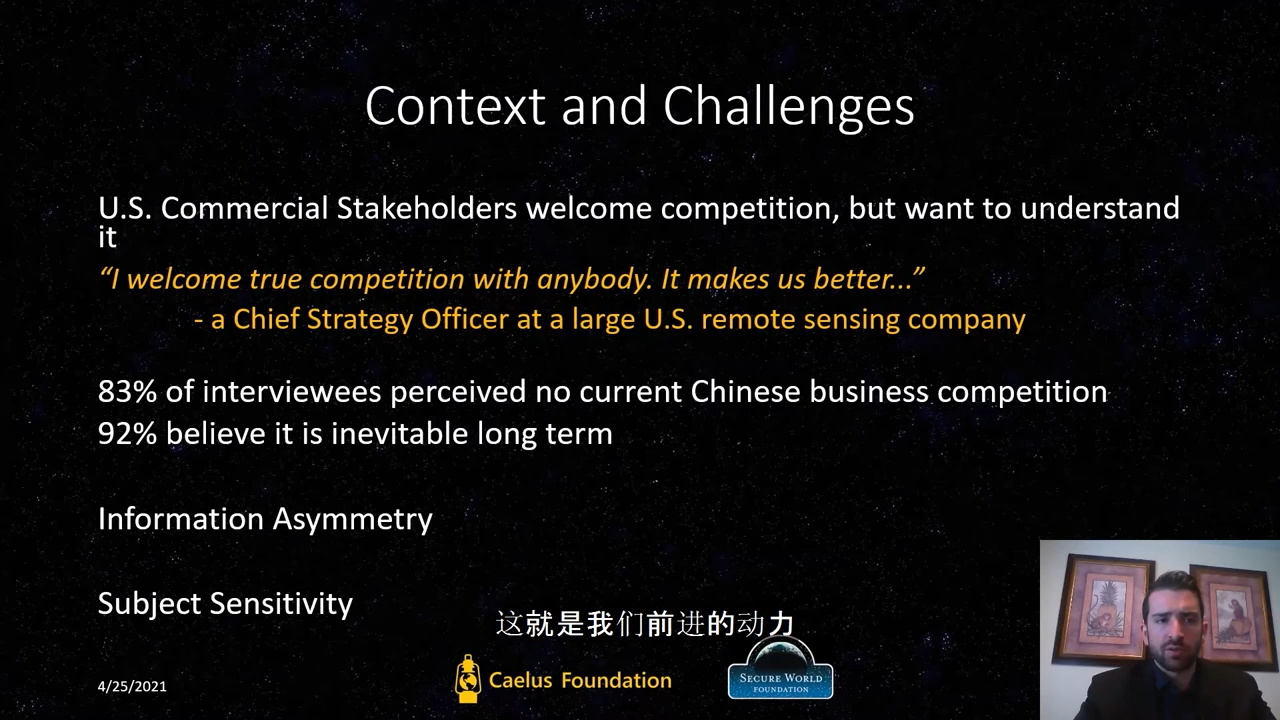 Context and Challenges
U.S. Commercial Stakeholders welcome competition, but want to understand
it
“I welcome true competition with anybody. It makes us better...”
- a Chief Strategy Officer at a large U.S. remote sensing company
83% of interviewees perceived no current Chinese business competition
92% believe it is inevitable long term
Information Asymmetry
Subject Sensitivity
这就是我们前进的动力
4/25/2021
Caelus Foundation
SECURE WORLD
FOUNDATION